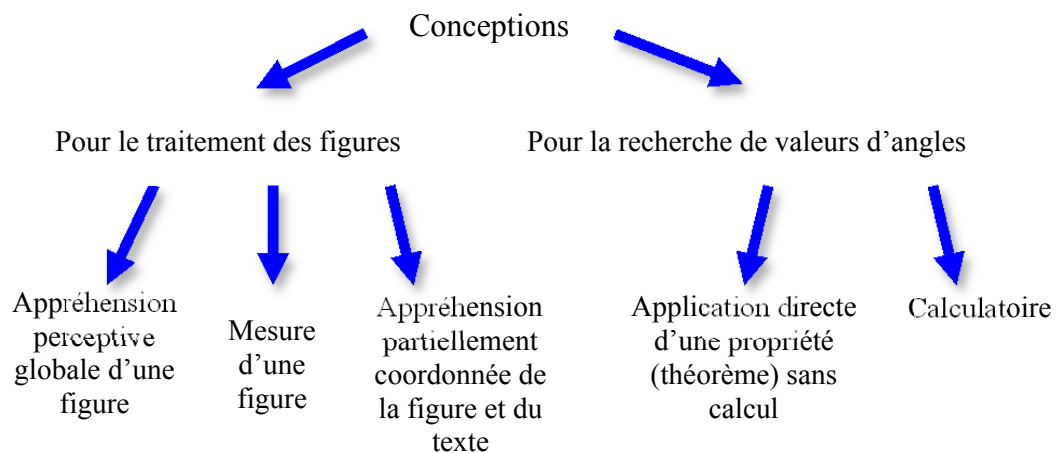 Conceptions
Pour le traitement des figures
Pour la recherche de valeurs d’angles
Appréhension
perceptive
globale d’une
figure
Mesure
d’une
figure
Appréhension
partiellement
coordonnée de
la figure et du
texte
Application directe
d’une propriété
(théorème) sans
calcul
Calculatoire